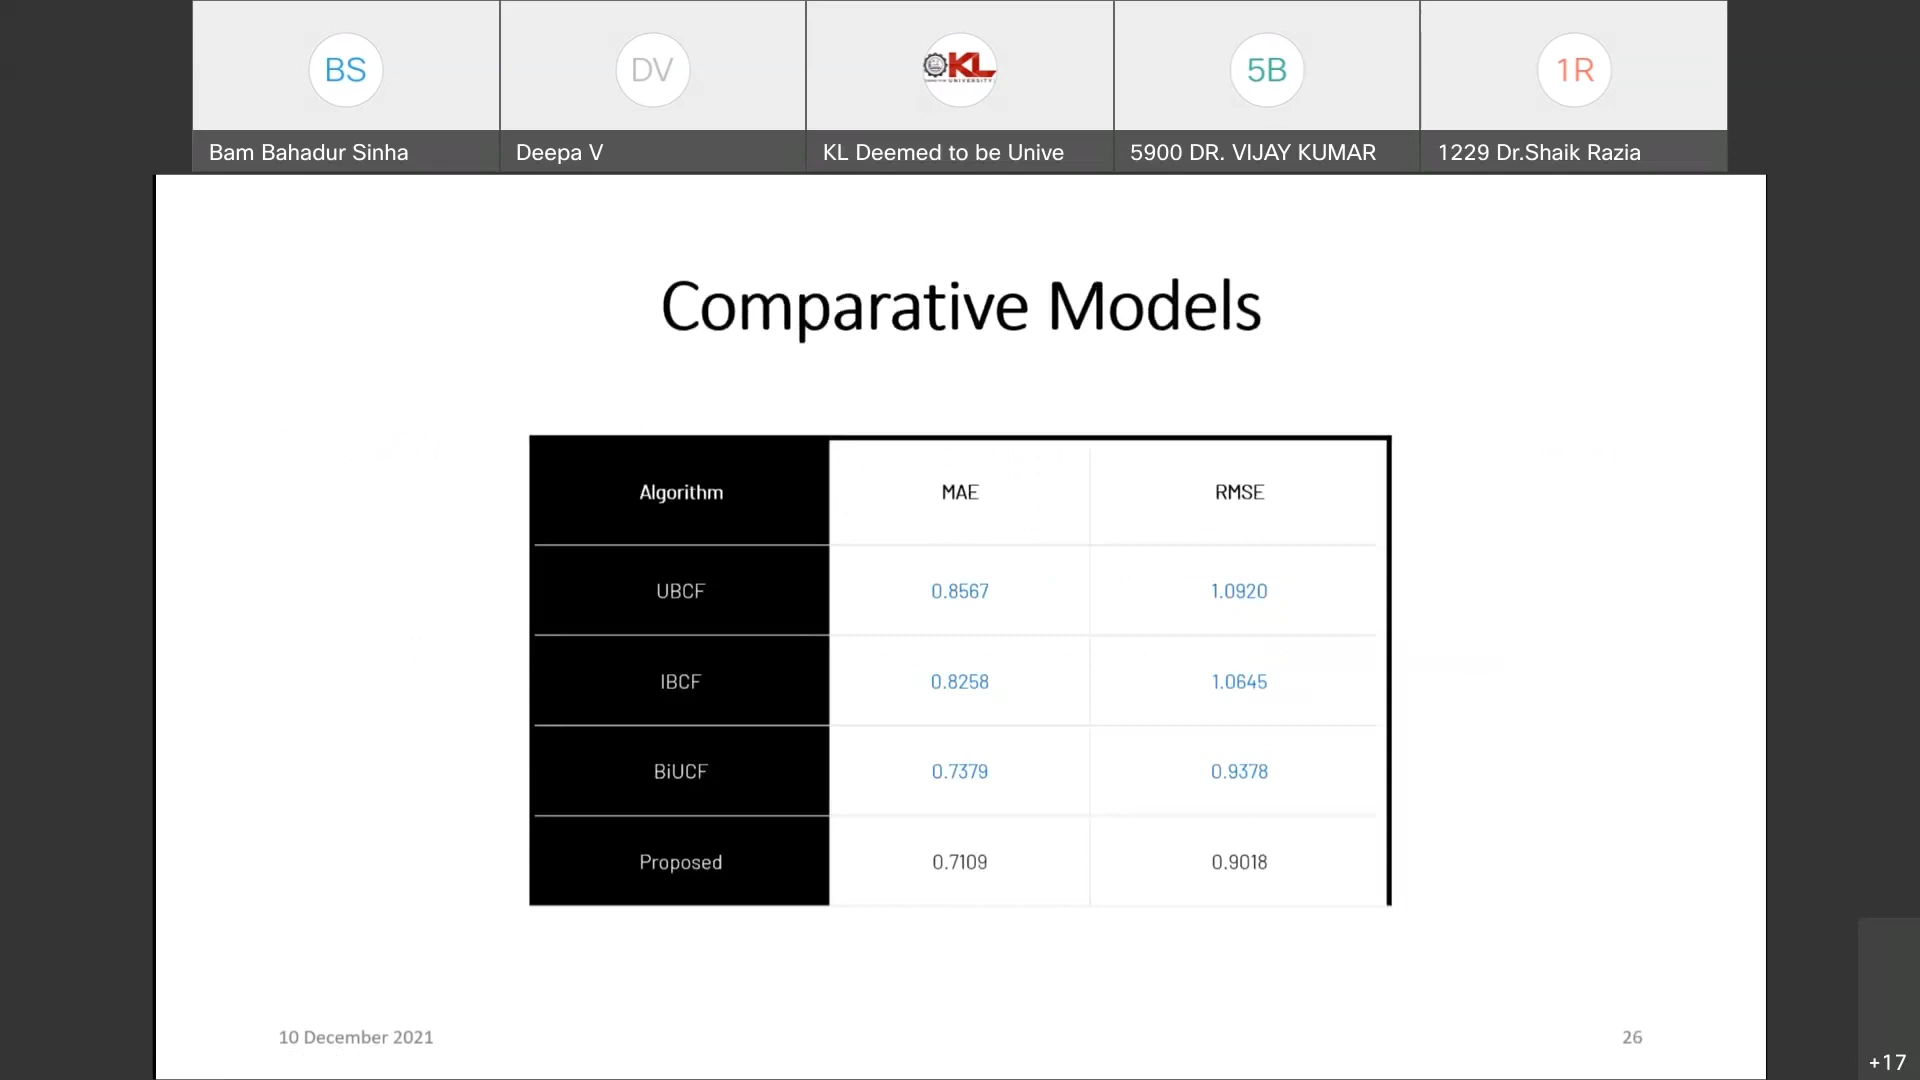 BS
DV
KL
UNIVERSITY
5B
1R
Bam Bahadur Sinha
Deepa V
KL Deemed to be Unive
5900 DR. VIJAY KUMAR
1229 Dr.Shaik Razia
Comparative Models
Algorithm MAE RMSE
UBCF 0.8567 1.0920
IBCF 0.8258 1.0645
BiUCF 0.7379 0.9378
Proposed 0.7109 0.9018
10 December 2021
26
+17